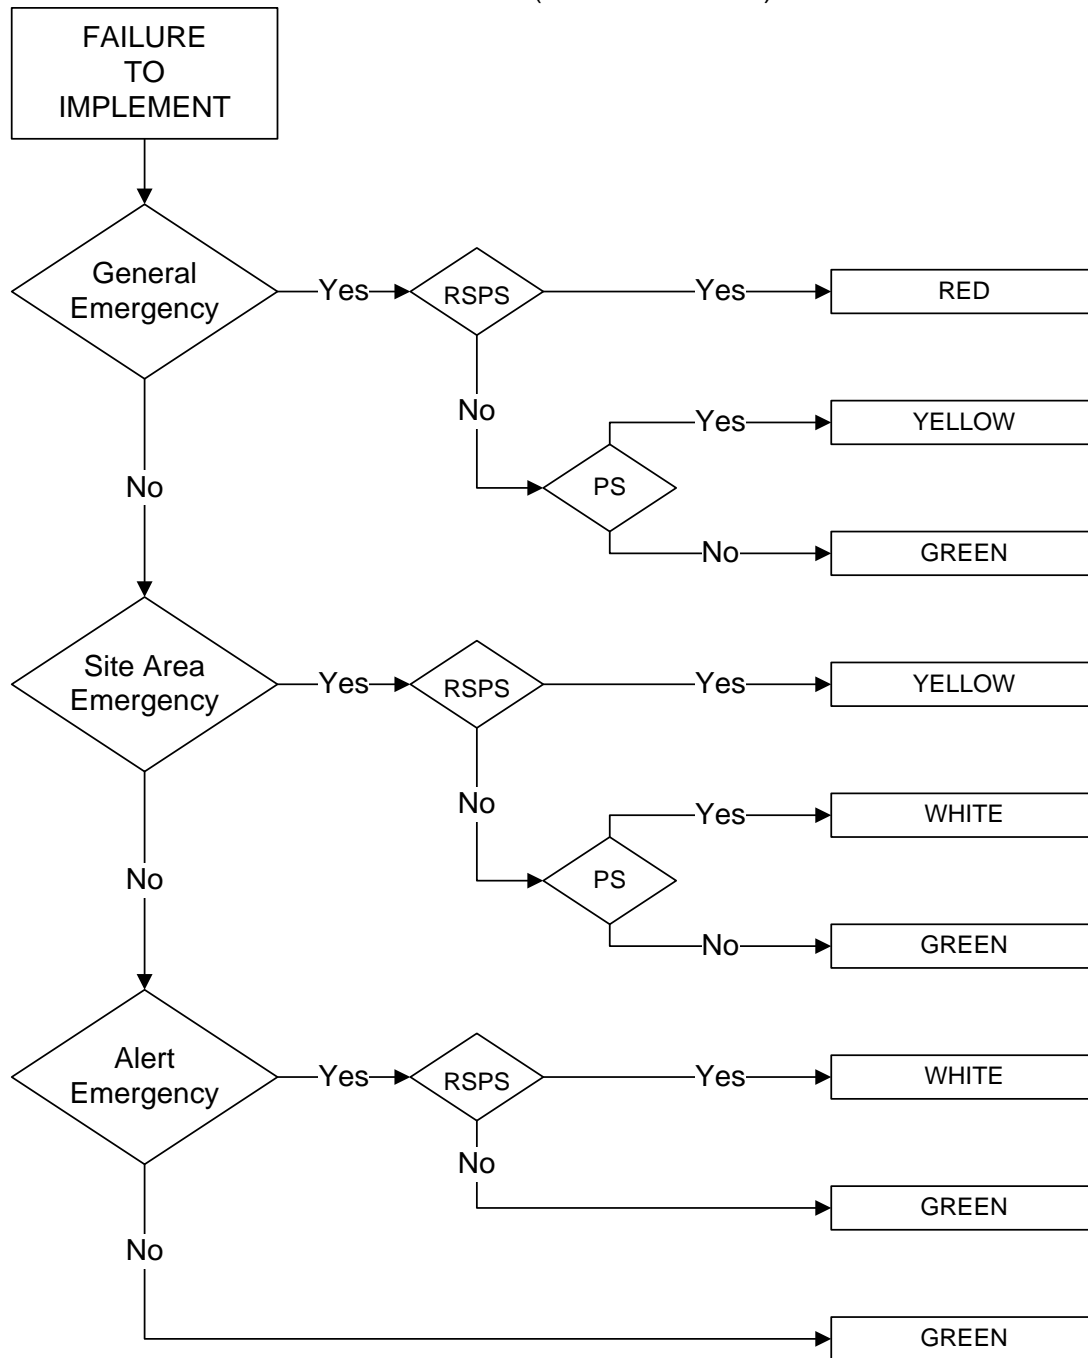 FAILURE
TO
IMPLEMENT
General
Emergency
Yes
RSPS
Yes
RED
No
No
Yes
YELLOW
PS
No
GREEN
Site Area
Emergency
Yes
RSPS
Yes
YELLOW
No
No
Yes
WHITE
PS
No
GREEN
Alert
Emergency
Yes
RSPS
Yes
WHITE
No
GREEN
No
GREEN